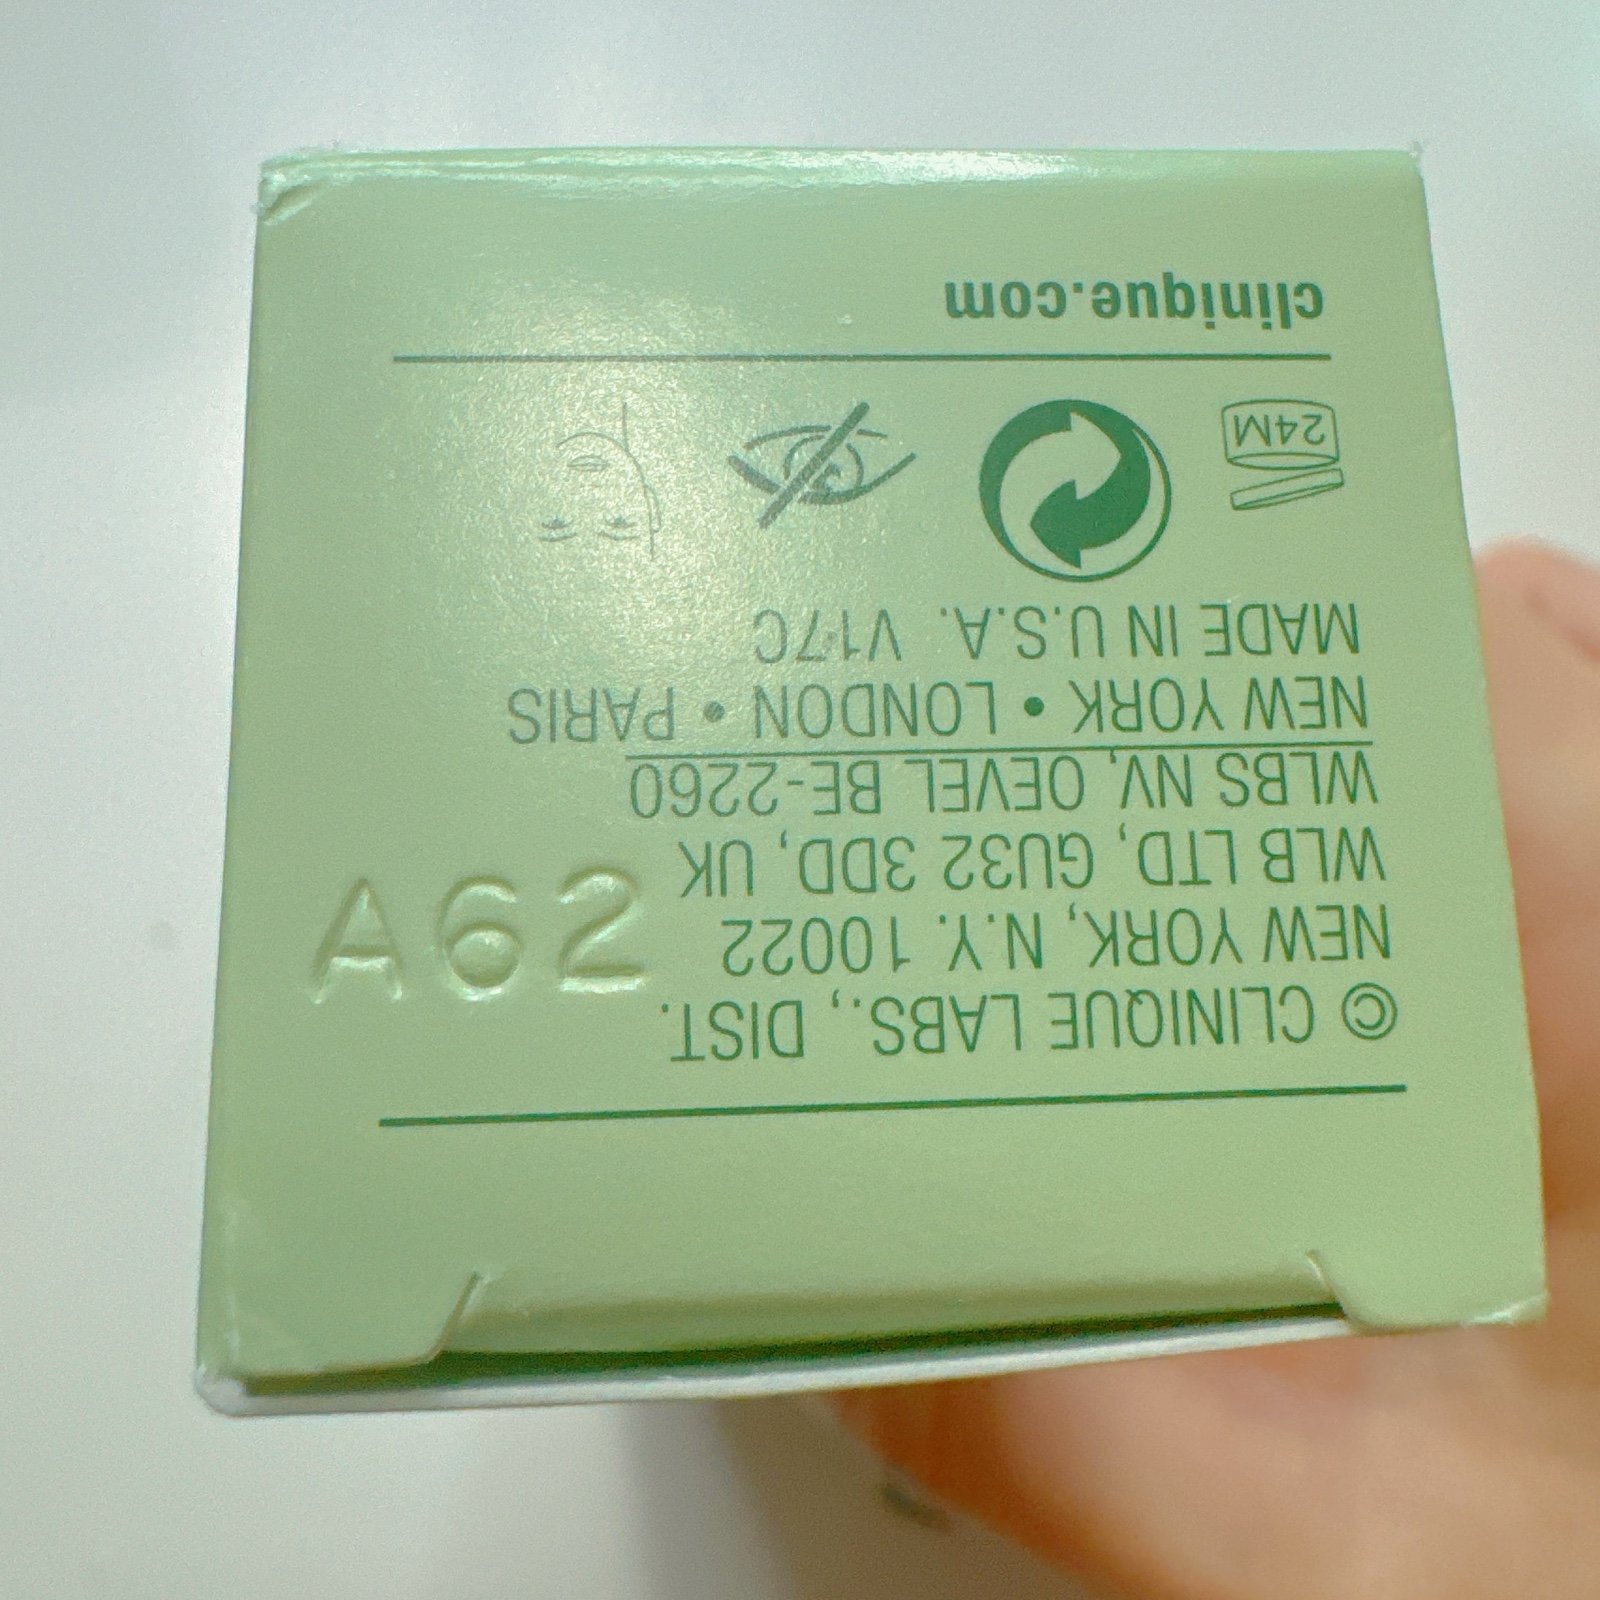 © CLINIQUE LABS., DIST.
NEW YORK, N.Y. 10022
WLB LTD, GU32 3DD, UK
WLBS NV, OEVEL BE-2260
NEW YORK • LONDON • PARIS
MADE IN U.S.A. V17C
24M
clinique.com
A62